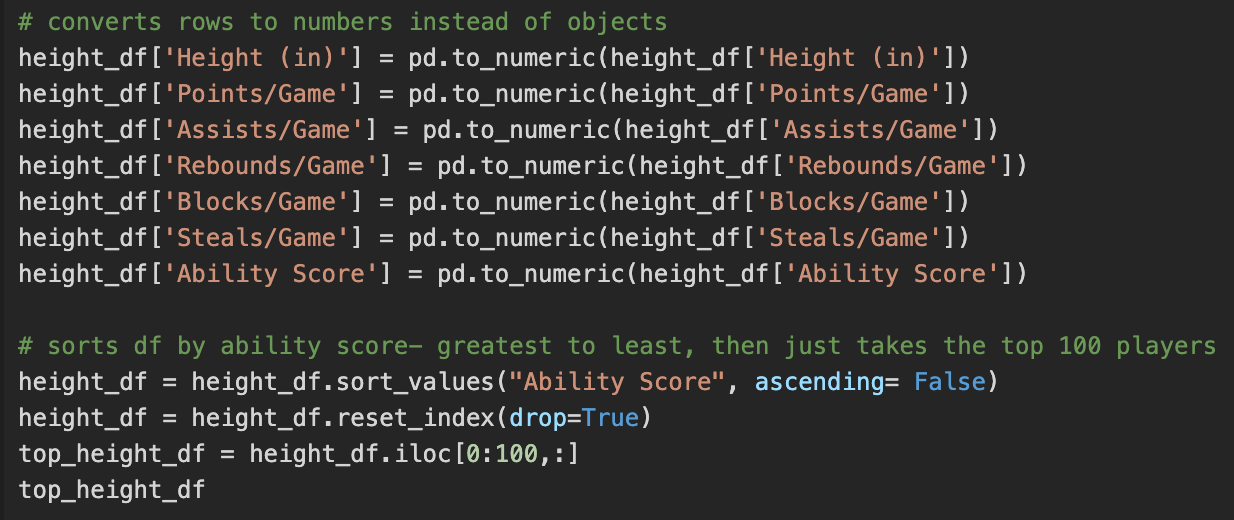 # converts rows to numbers instead of objects
height_df['Height (in)'] = pd.to_numeric(height_df['Height (in)'])
height_df['Points/Game'] = pd.to_numeric(height_df['Points/Game'])
height_df['Assists/Game'] = pd.to_numeric(height_df['Assists/Game'])
height_df['Rebounds/Game'] = pd.to_numeric(height_df['Rebounds/Game'])
height_df['Blocks/Game'] = pd.to_numeric(height_df['Blocks/Game'])
height_df['Steals/Game'] = pd.to_numeric(height_df['Steals/Game'])
height_df['Ability Score'] = pd.to_numeric(height_df['Ability Score'])
# sorts df by ability score— greatest to least, then just takes the top 100 players
height_df = height_df.sort_values("Ability Score", ascending= False)
height_df = height_df.reset_index(drop=True)
top_height_df = height_df.iloc[0:100,:]
top_height_df